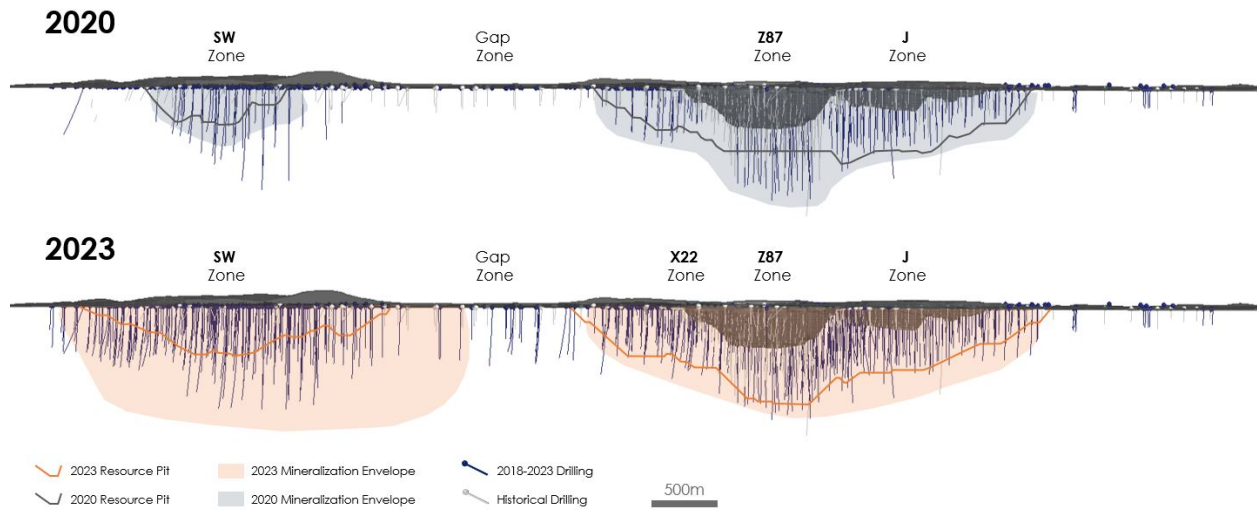 2020
SW
Zone
Gap
Zone
Z87
Zone
J
Zone
2023
SW
Zone
Gap
Zone
X22
Zone
Z87
Zone
J
Zone
2023 Resource Pit
2023 Mineralization Envelope
2018-2023 Drilling
2020 Resource Pit
2020 Mineralization Envelope
Historical Drilling
500m